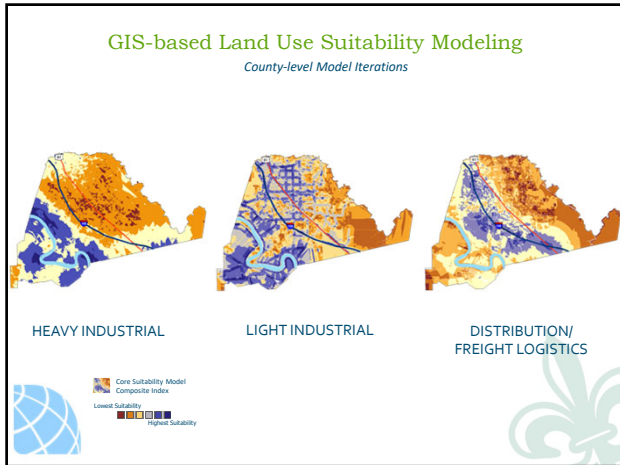 GIS-based Land Use Suitability Modeling
County-level Model Iterations
HEAVY INDUSTRIAL
LIGHT INDUSTRIAL
DISTRIBUTION/
FREIGHT LOGISTICS
Core Suitability Model
Composite Index
Lowest Suitability
Highest Suitability